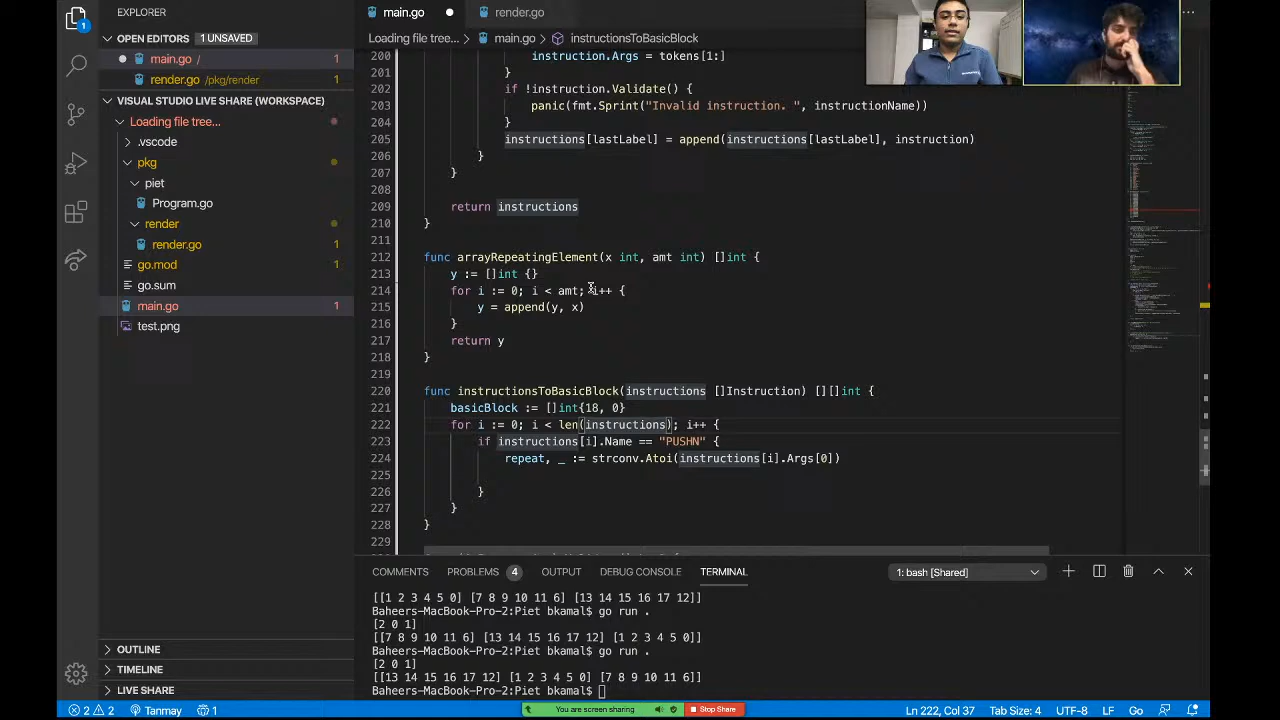 EXPLORER
OPEN EDITORS 1 UNSAVED
main.go / 1
render.go /pkg/render 1
VISUAL STUDIO LIVE SHARE (WORKSPACE)
Loading file tree...
.vscode
pkg
piet
Program.go
render
render.go 1
go.mod
go.sum
main.go 1
test.png
OUTLINE
TIMELINE
LIVE SHARE
main.go
render.go
Loading file tree... > main.go > instructionsToBasicBlock
200 instruction.Args = tokens[1:]
201 }
202 if !instruction.Validate() {
203 panic(fmt.Sprint("Invalid instruction. ", instructionName))
204 }
205 instructions[lastLabel] = append(instructions[lastLabel], instruction)
206 }
207 }
208
209 return instructions
210 }
211
212 func arrayRepeatingElement(x int, amt int) []int {
213 y := []int {}
214 for i := 0; i < amt; i++ {
215 y = append(y, x)
216 }
217 return y
218 }
219
220 func instructionsToBasicBlock(instructions []Instruction) [][]int {
221 basicBlock := []int{18, 0}
222 for i := 0; i < len(instructions); i++ {
223 if instructions[i].Name == "PUSHN" {
224 repeat, _ := strconv.Atoi(instructions[i].Args[0])
225
226 }
227 }
228 }
229
COMMENTS PROBLEMS 4 OUTPUT DEBUG CONSOLE TERMINAL 1: bash [Shared]
[[1 2 3 4 5 0] [7 8 9 10 11 6] [13 14 15 16 17 12]]
Baheers-MacBook-Pro-2:Piet bkamal$ go run .
[2 0 1]
[[7 8 9 10 11 6] [13 14 15 16 17 12] [1 2 3 4 5 0]]
Baheers-MacBook-Pro-2:Piet bkamal$ go run .
[2 0 1]
[[13 14 15 16 17 12] [1 2 3 4 5 0] [7 8 9 10 11 6]]
Baheers-MacBook-Pro-2:Piet bkamal$
2 2 Tanmay 1 You are screen sharing Stop Share Ln 222, Col 37 Tab Size: 4 UTF-8 LF Go